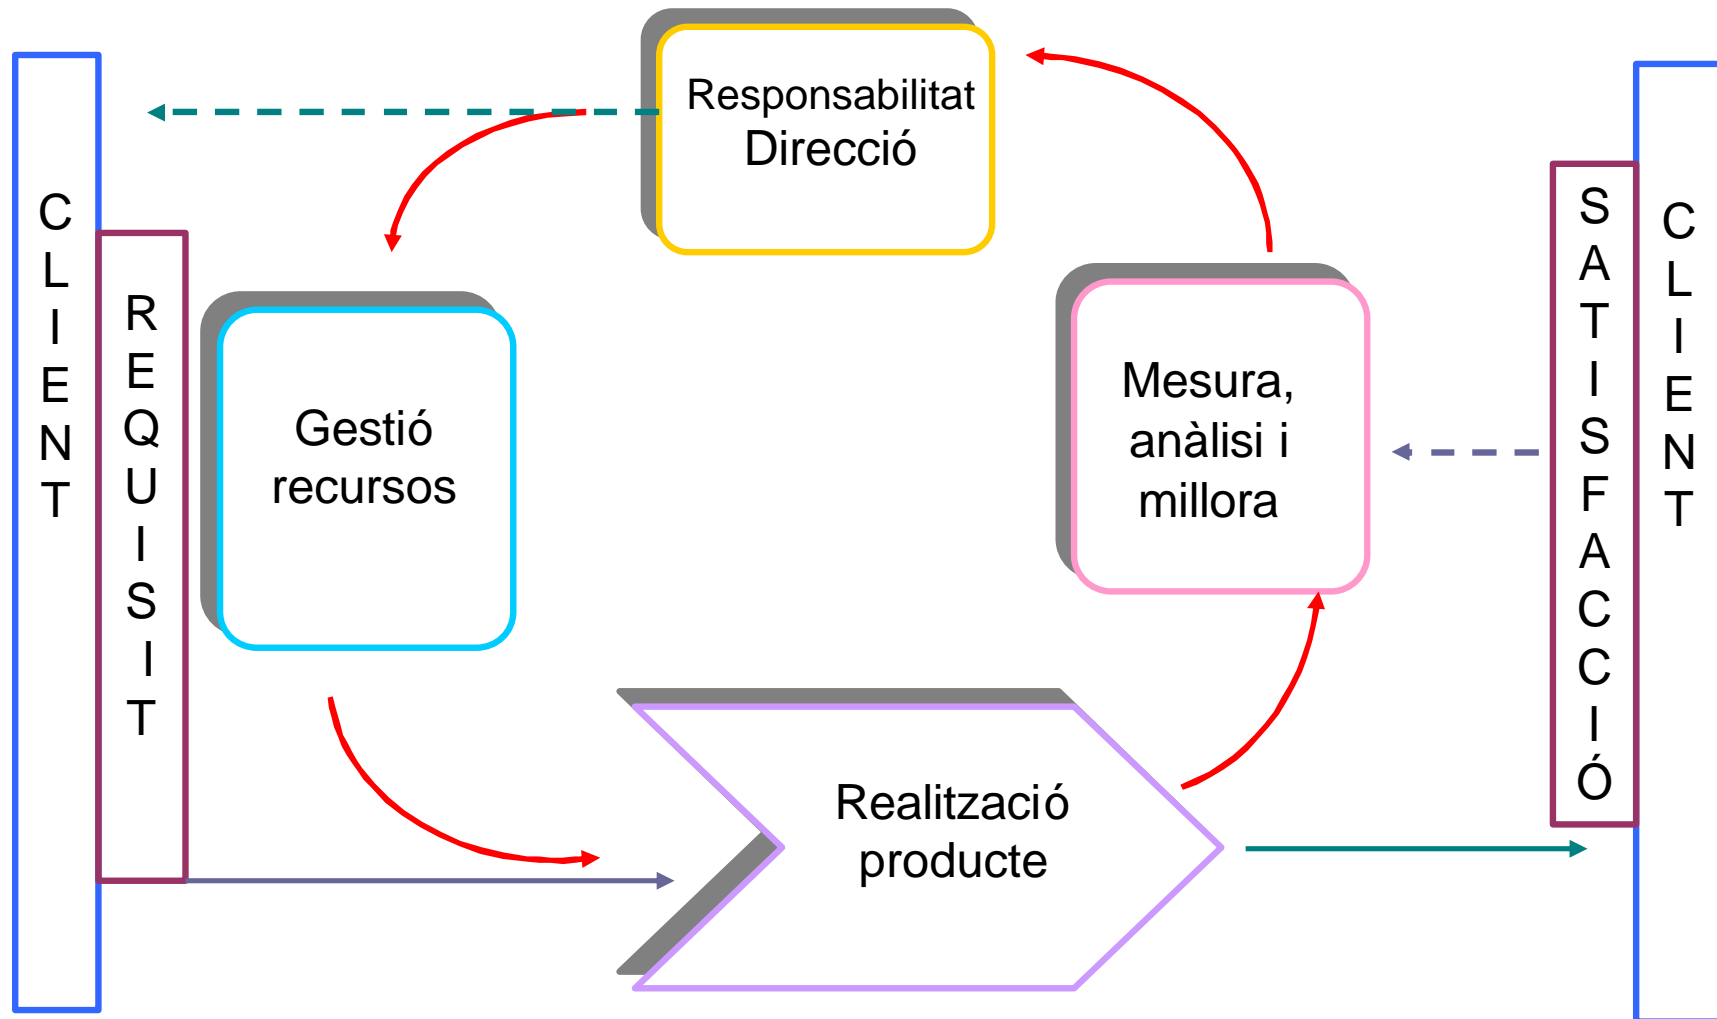 CLIENT
REQUISIT
Responsabilitat
Direcció
Gestió
recursos
Mesura,
anàlisi i
millora
Realització
producte
SATISFACCIÓ
CLIENT